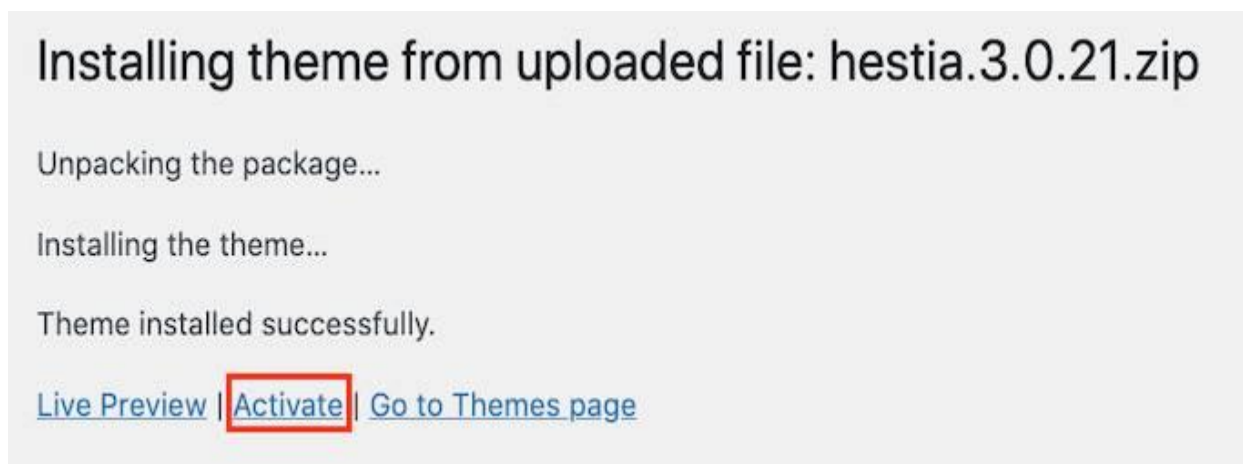 Installing theme from uploaded file: hestia.3.0.21.zip
Unpacking the package...
Installing the theme...
Theme installed successfully.
Live Preview | Activate | Go to Themes page